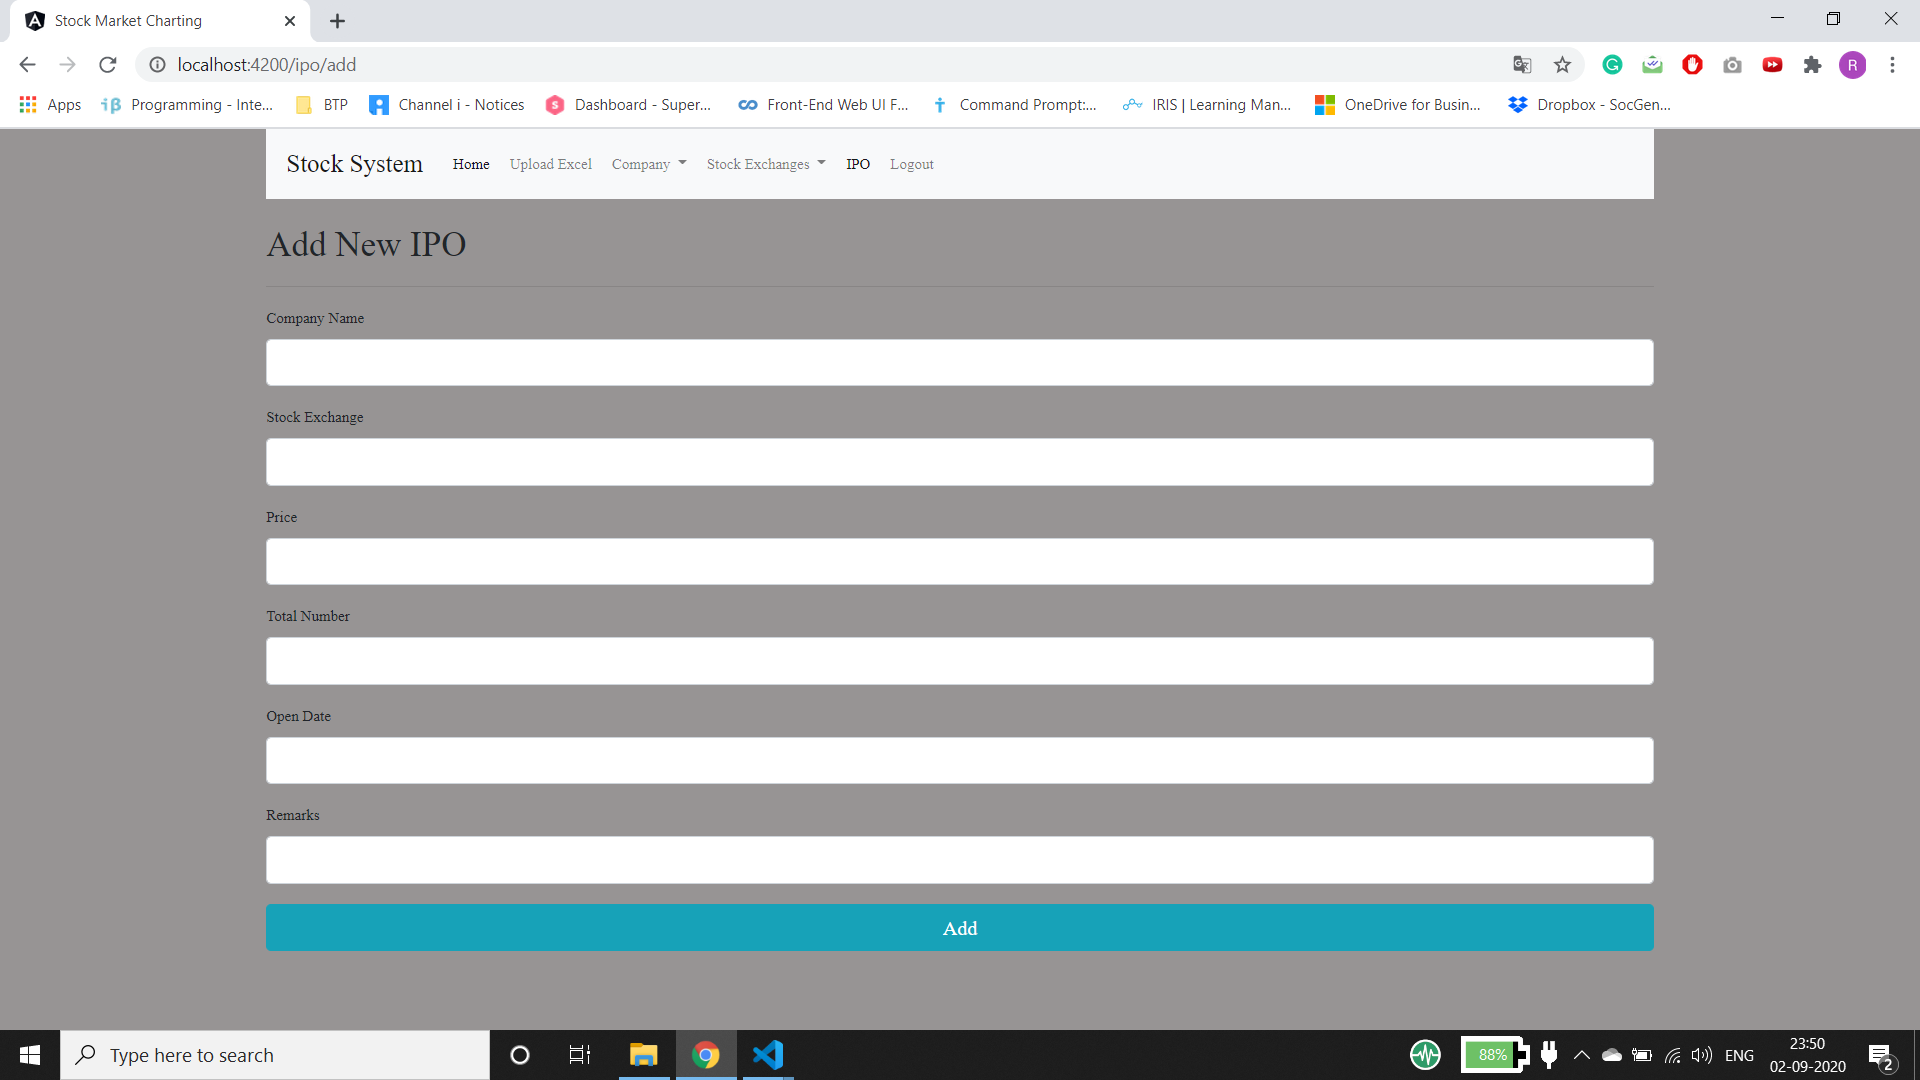 Stock Market Charting
localhost:4200/ipo/add
Apps Programming - Inte... BTP Channel i - Notices Dashboard - Super... Front-End Web UI F... Command Prompt:... IRIS | Learning Man... OneDrive for Busin... Dropbox - SocGen...
R
Stock System Home Upload Excel Company Stock Exchanges IPO Logout
Add New IPO
Company Name
Stock Exchange
Price
Total Number
Open Date
Remarks
Add
Type here to search
88%
ENG
23:50
02-09-2020
2